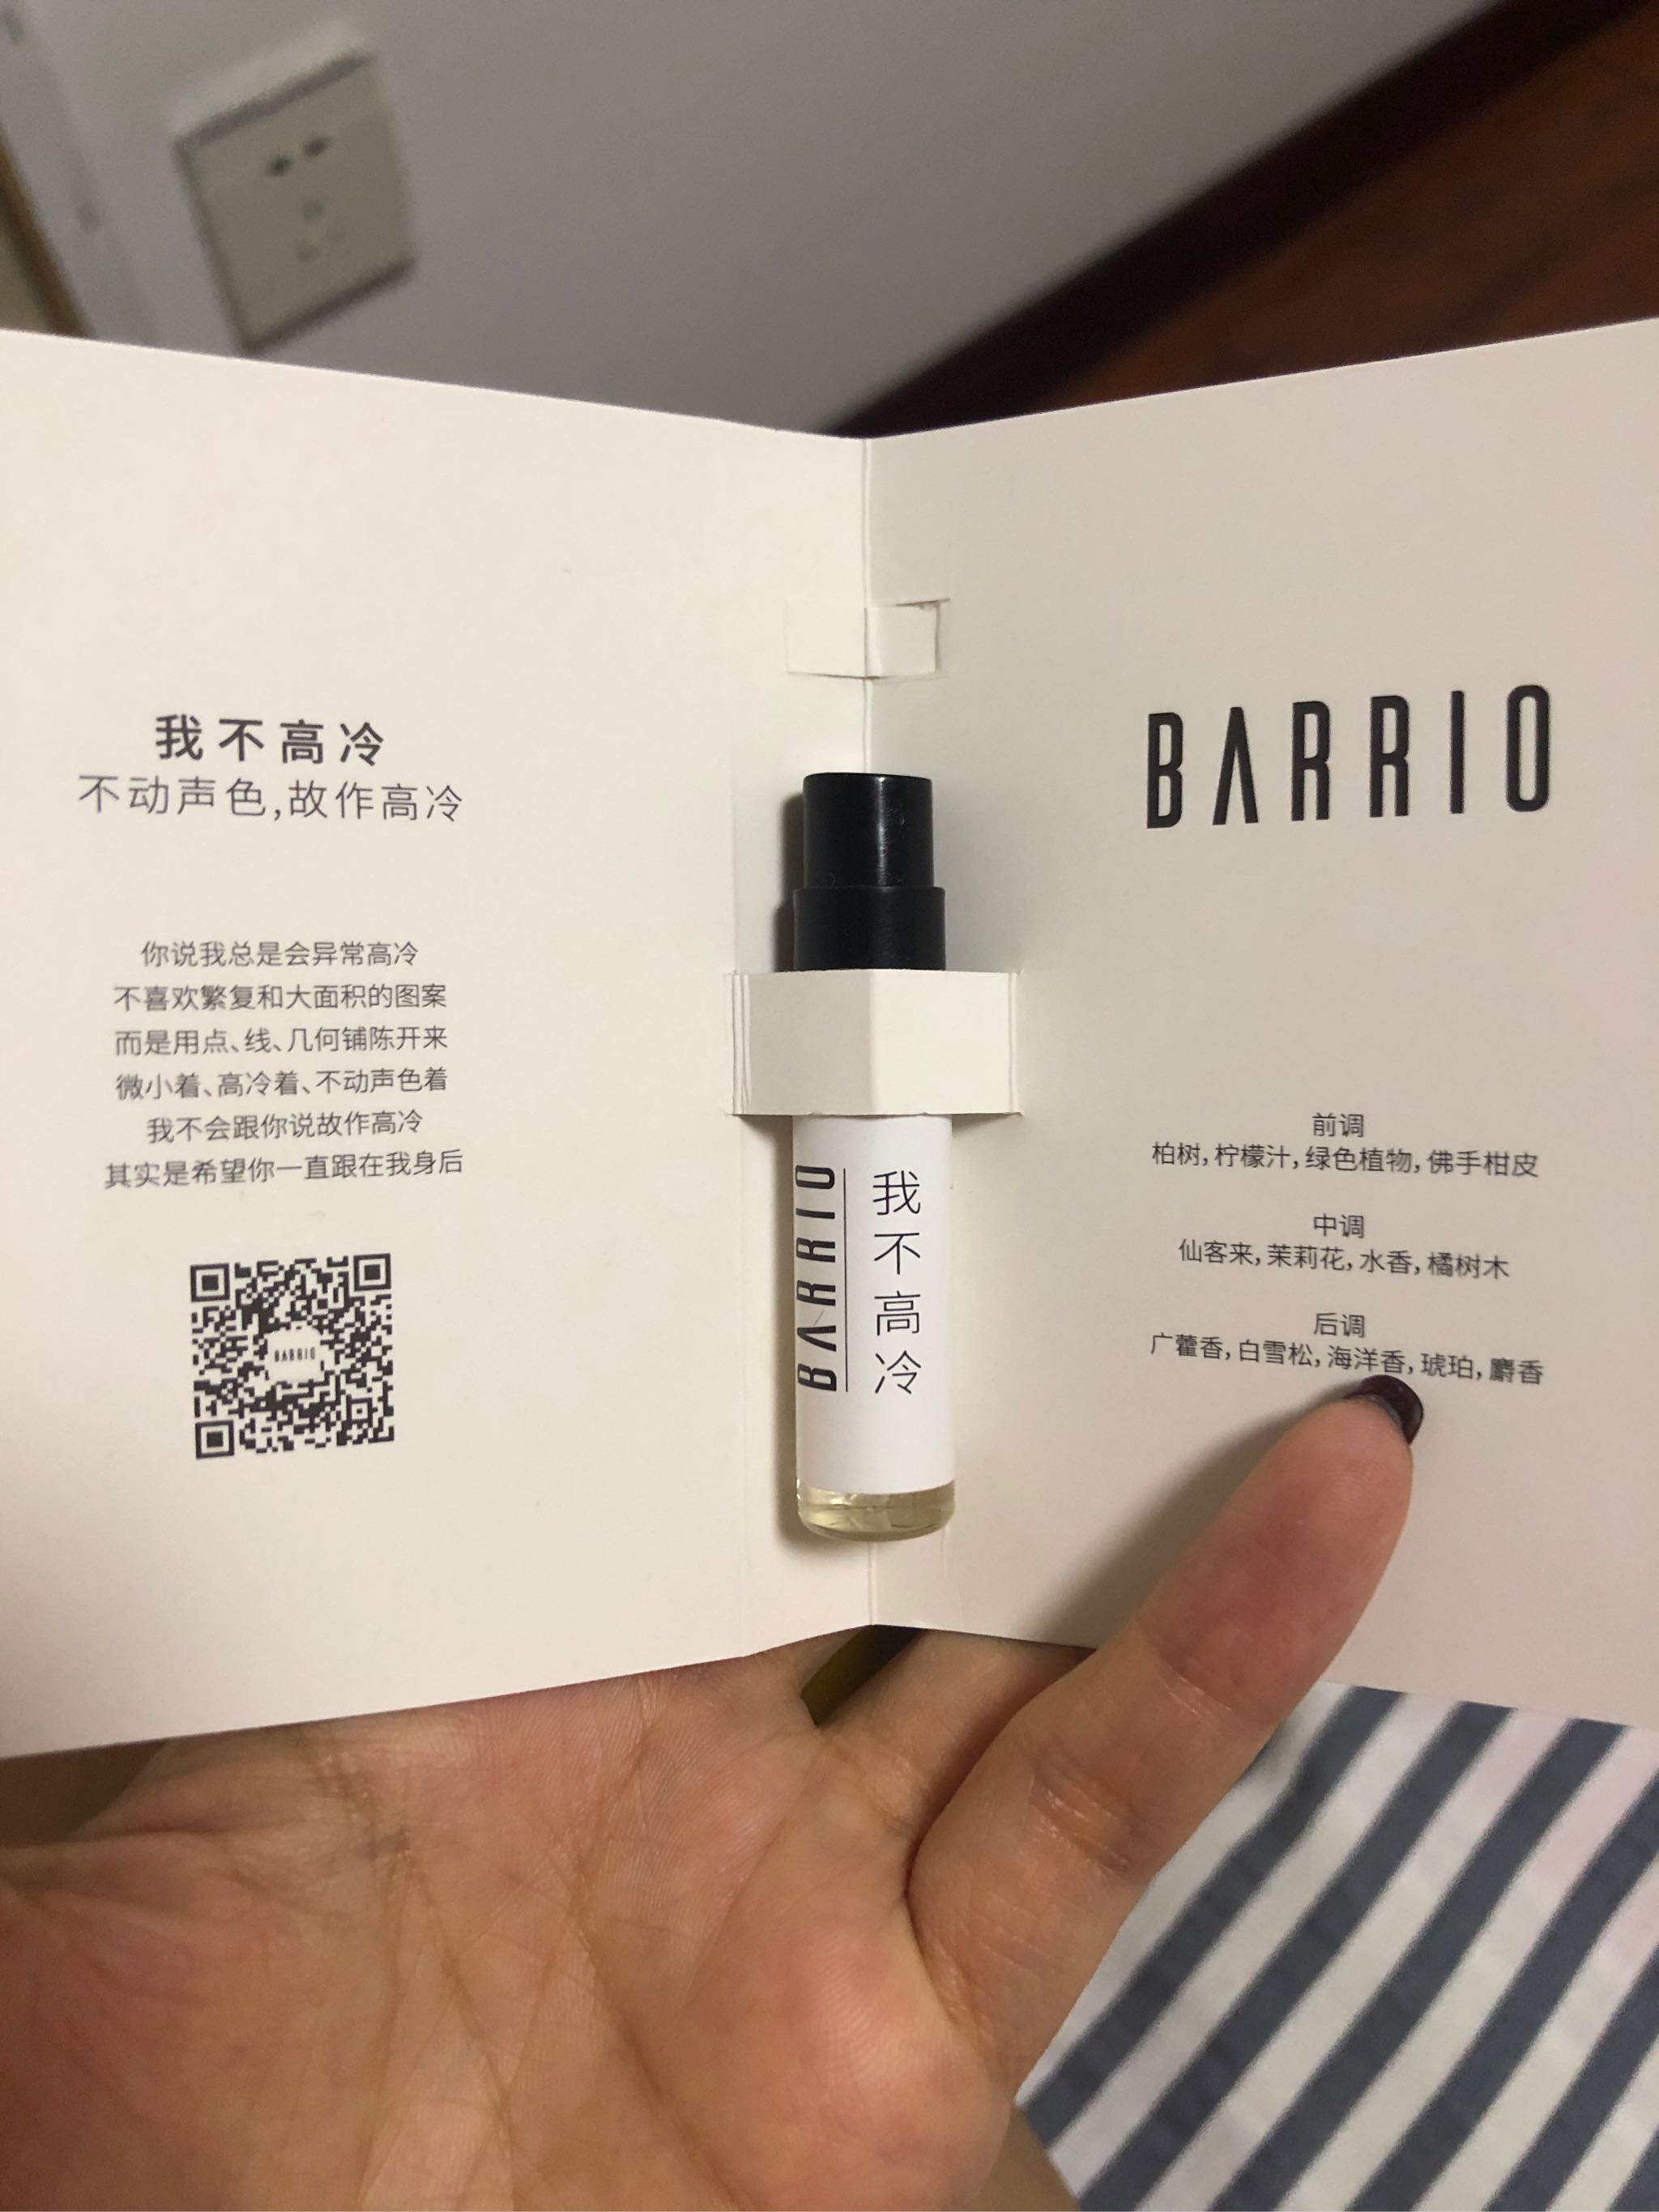 我不高冷
不动声色,故作高冷
你说我总是会异常高冷
不喜欢繁复和大面积的图案
而是用点、线、几何铺陈开来
微小着、高冷着、不动声色着
我不会跟你说故作高冷
其实是希望你一直跟在我身后
BARRIO
BARRIO
我不高冷
BARRIO
前调
柏树,柠檬汁,绿色植物,佛手柑皮
中调
仙客来,茉莉花,水香,橘树木
后调
广藿香,白雪松,海洋香,琥珀,麝香